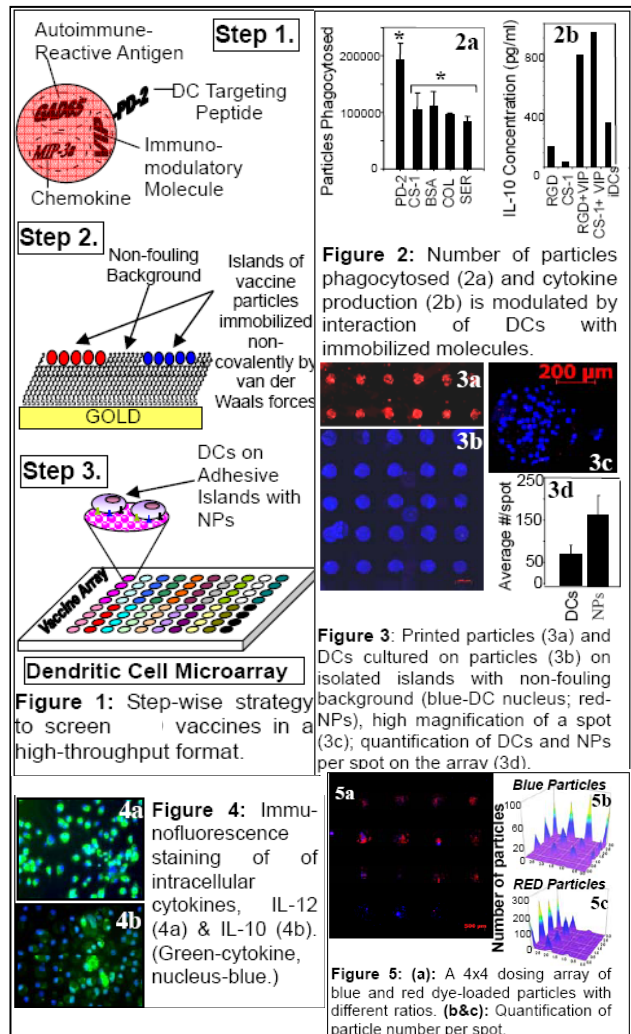 Autoimmune-
Reactive Antigen
Step 1.
GAD65
VIP
-PD-2
MIP-3α
DC Targeting
Peptide
Immuno-
modulatory
Molecule
Chemokine
Step 2.
Non-fouling
Background
Islands of
vaccine
particles
immobilized
non-
covalently by
van der
Waals forces
GOLD
Step 3.
DCs on
Adhesive
Islands with
NPs
Vaccine Array
Dendritic Cell Microarray
Figure 1: Step-wise strategy
to screen vaccines in a
high-throughput format.
Particles Phagocytosed
200000
100000
0
*
*
2a
PD-2
CS-1
BSA
COL
SER
IL-10 Concentration (pg/ml)
800
400
0
2b
RGD
CS-1
RGD+VIP
CS-1+ VIP
iDCs
Figure 2: Number of particles
phagocytosed (2a) and cytokine
production (2b) is modulated by
interaction of DCs with
immobilized molecules.
3a
3b
200 µm
3c
3d
Average #/spot
250
150
50
0
DCs
NPs
Figure 3: Printed particles (3a) and
DCs cultured on particles (3b) on
isolated islands with non-fouling
background (blue-DC nucleus; red-
NPs), high magnification of a spot
(3c); quantification of DCs and NPs
per spot on the array (3d).
4a
4b
Figure 4: Immu-
nofluorescence
staining of of
intracellular
cytokines, IL-12
(4a) & IL-10 (4b).
(Green-cytokine,
nucleus-blue.)
5a
200 µm
Blue Particles
5b
100
60
20
0
Number of particles
RED Particles
5c
300
200
100
0
Figure 5: (a): A 4x4 dosing array of
blue and red dye-loaded particles with
different ratios. (b&c): Quantification of
particle number per spot.